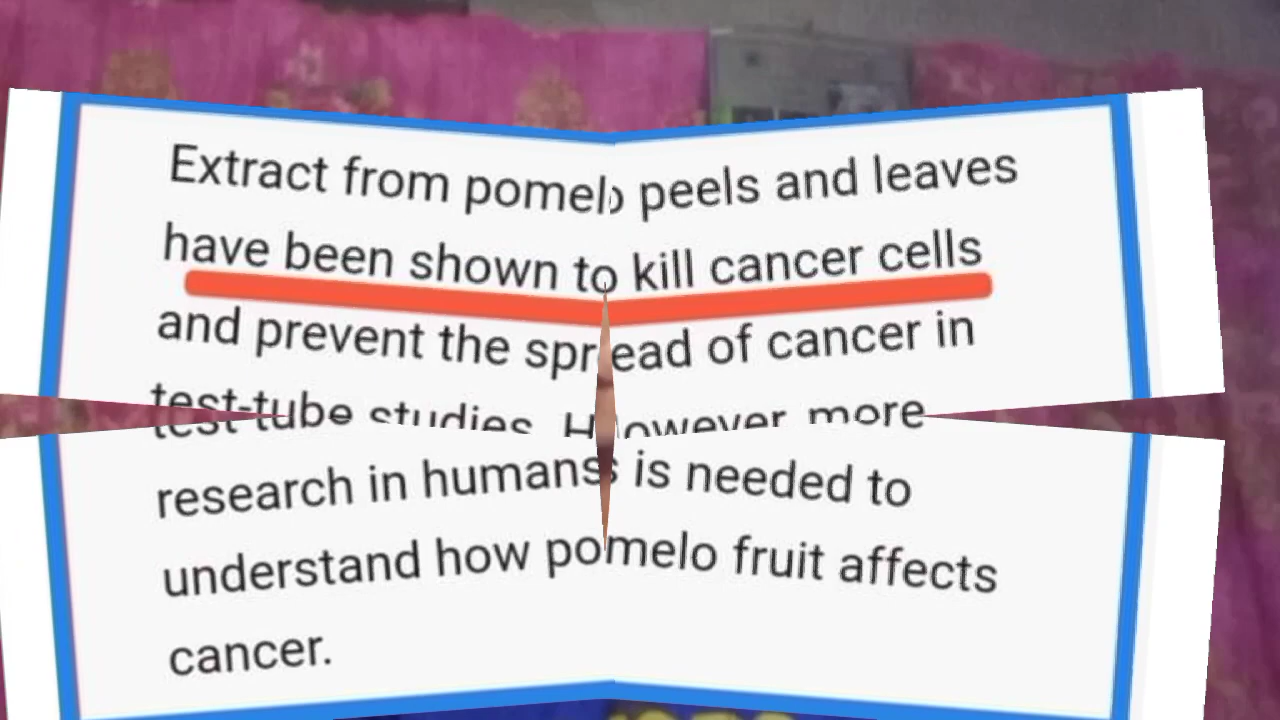 Extract from pomelo peels and leaves
have been shown to kill cancer cells
and prevent the spread of cancer in
test-tube studies. However more
research in humans is needed to
understand how pomelo fruit affects
cancer.